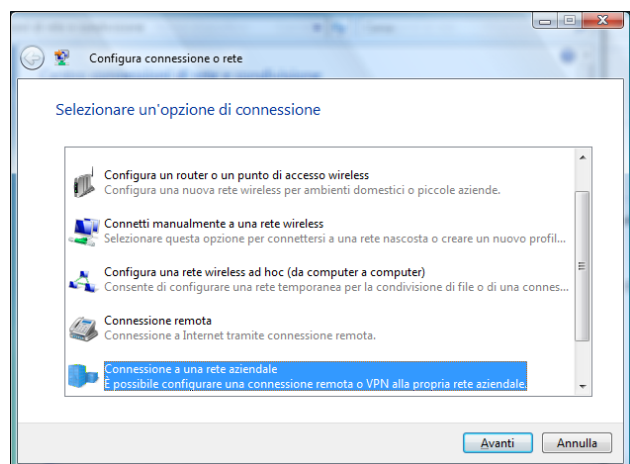 Configura connessione o rete
Selezionare un'opzione di connessione
Configura un router o un punto di accesso wireless
Configura una nuova rete wireless per ambienti domestici o piccole aziende.
Connetti manualmente a una rete wireless
Selezionare questa opzione per connettersi a una rete nascosta o creare un nuovo profil...
Configura una rete wireless ad hoc (da computer a computer)
Consente di configurare una rete temporanea per la condivisione di file o di una connes...
Connessione remota
Connessione a Internet tramite connessione remota.
Connessione a una rete aziendale
È possibile configurare una connessione remota o VPN alla propria rete aziendale.
Avanti
Annulla